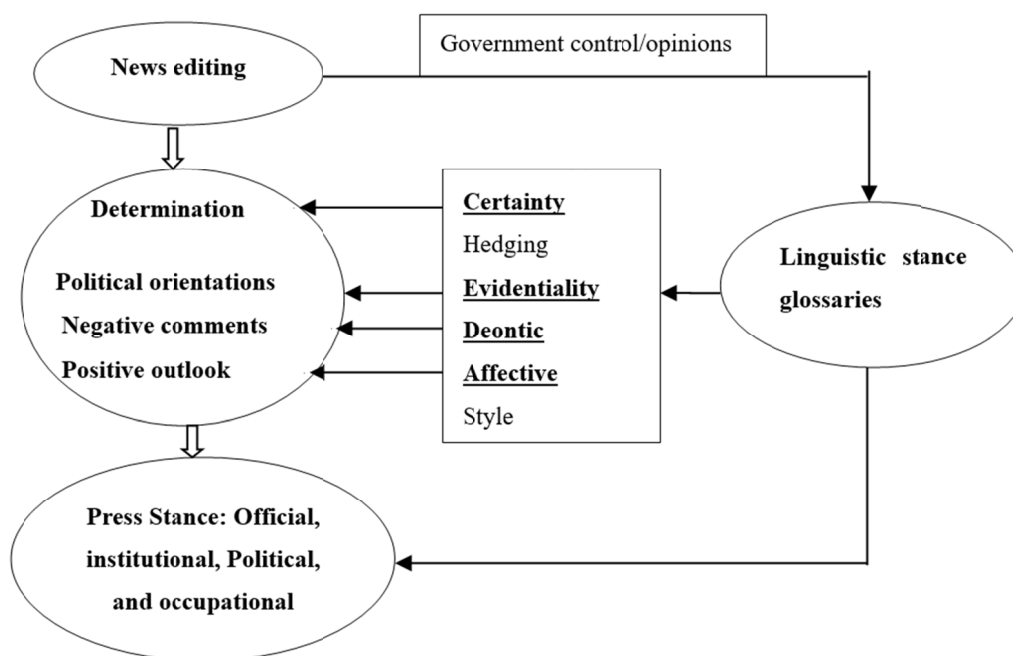 News editing
Government control/opinions
Determination
Political orientations
Negative comments
Positive outlook
Certainty
Hedging
Evidentiality
Deontic
Affective
Style
Linguistic stance
glossaries
Press Stance: Official,
institutional, Political,
and occupational